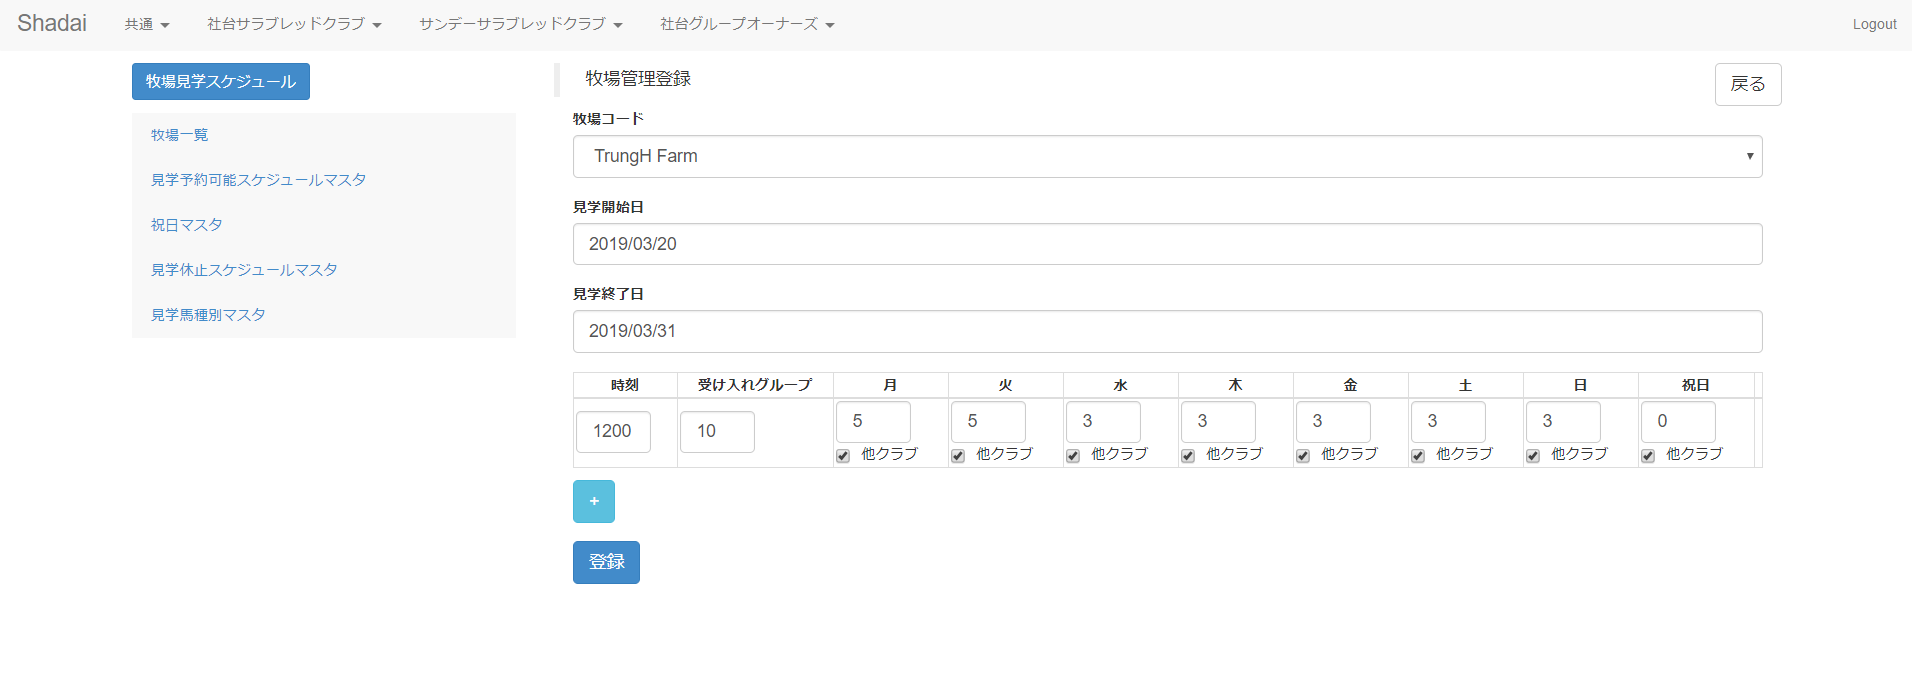 Shadai 共通 社台サラブレッドクラブ サンデーサラブレッドクラブ 社台グループオーナーズ Logout
牧場見学スケジュール
牧場一覧
見学予約可能スケジュールマスタ
祝日マスタ
見学休止スケジュールマスタ
見学馬種別マスタ
牧場管理登録
戻る
牧場コード
TrungH Farm
見学開始日
2019/03/20
見学終了日
2019/03/31
時刻 受け入れグループ 月 火 水 木 金 土 日 祝日
1200 10 5 5 3 3 3 3 3 0
他クラブ 他クラブ 他クラブ 他クラブ 他クラブ 他クラブ 他クラブ 他クラブ
+
登録